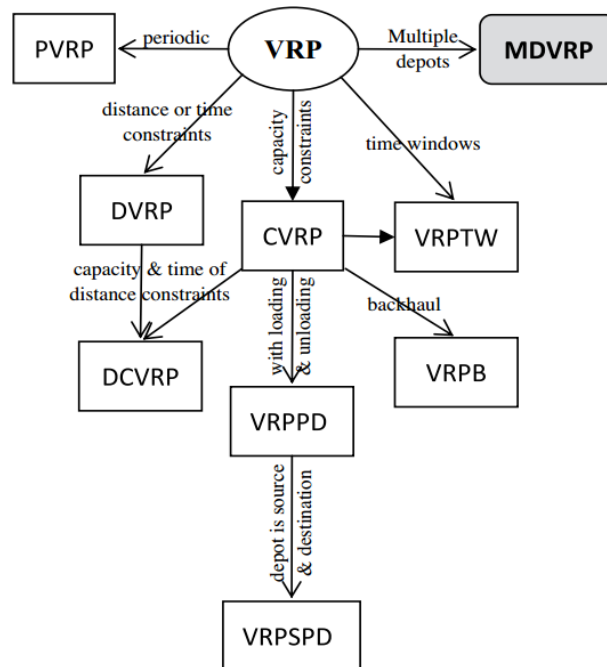 PVRP
periodic
VRP
Multiple
depots
MDVRP
distance or time
constraints
capacity
constraints
time windows
DVRP
CVRP
VRPTW
capacity & time of
distance constraints
with loading
& unloading
backhaul
DCVRP
VRPPD
VRPB
depot is source
& destination
VRPSPD